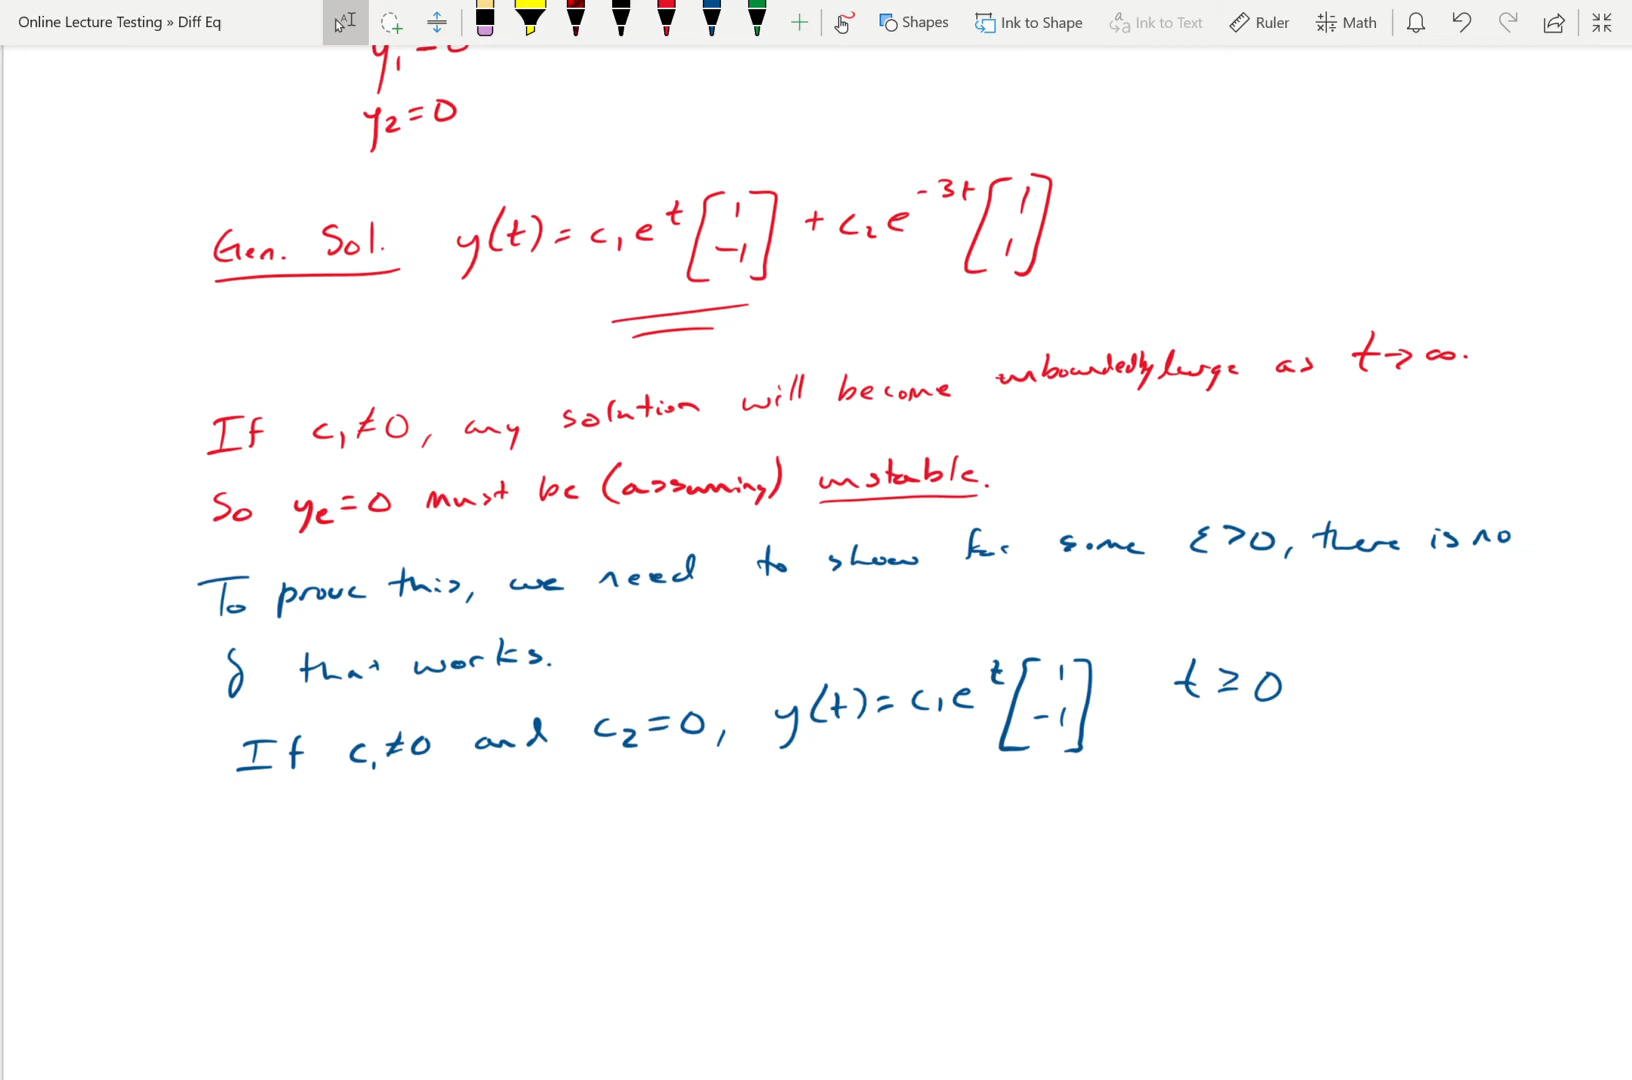 Online Lecture Testing » Diff Eq
Shapes
Ink to Shape
Ink to Text
Ruler
Math
y₁ = 0
y₂ = 0
Gen. Sol. y(t) = c₁e^t [1 -1] + c₂e^-3t [1 1]
If c₁ ≠ 0, any solution will become unboundedly large as t → ∞.
So yₑ = 0 must be (assuming) unstable.
To prove this, we need to show for some ε > 0, there is no
δ that works.
If c₁ ≠ 0 and c₂ = 0, y(t) = c₁e^t [1 -1] t ≥ 0